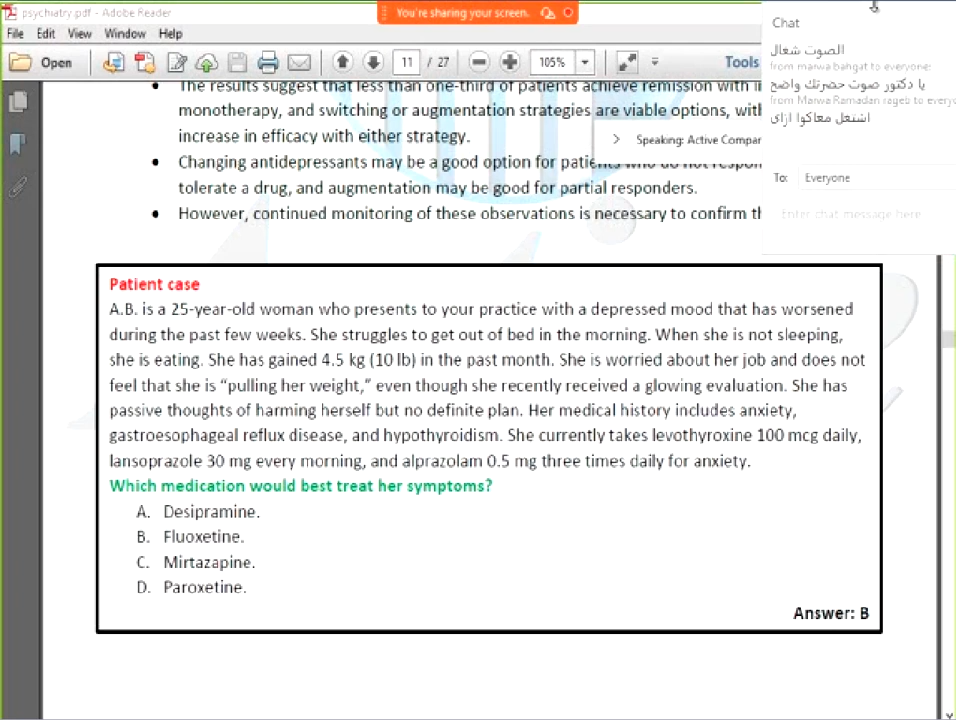 psychiatry.pdf - Adobe Reader
You're sharing your screen.
File Edit View Window Help
Open
11 / 27
105%
Tools
Chat
الصوت شغال
from marwa bahgat to everyone:
يا دكتور صوت حضرتك واضح
from Marwa Ramadan rageb to everyo
اشتغل معاكوا ازاى
Speaking: Active Compar
To: Everyone
Enter chat message here
• The results suggest that less than one-third of patients achieve remission with
monotherapy, and switching or augmentation strategies are viable options, with
increase in efficacy with either strategy.
• Changing antidepressants may be a good option for patients who do not respon
tolerate a drug, and augmentation may be good for partial responders.
• However, continued monitoring of these observations is necessary to confirm th
Patient case
A.B. is a 25-year-old woman who presents to your practice with a depressed mood that has worsened
during the past few weeks. She struggles to get out of bed in the morning. When she is not sleeping,
she is eating. She has gained 4.5 kg (10 lb) in the past month. She is worried about her job and does not
feel that she is “pulling her weight,” even though she recently received a glowing evaluation. She has
passive thoughts of harming herself but no definite plan. Her medical history includes anxiety,
gastroesophageal reflux disease, and hypothyroidism. She currently takes levothyroxine 100 mcg daily,
lansoprazole 30 mg every morning, and alprazolam 0.5 mg three times daily for anxiety.
Which medication would best treat her symptoms?
A. Desipramine.
B. Fluoxetine.
C. Mirtazapine.
D. Paroxetine.
Answer: B